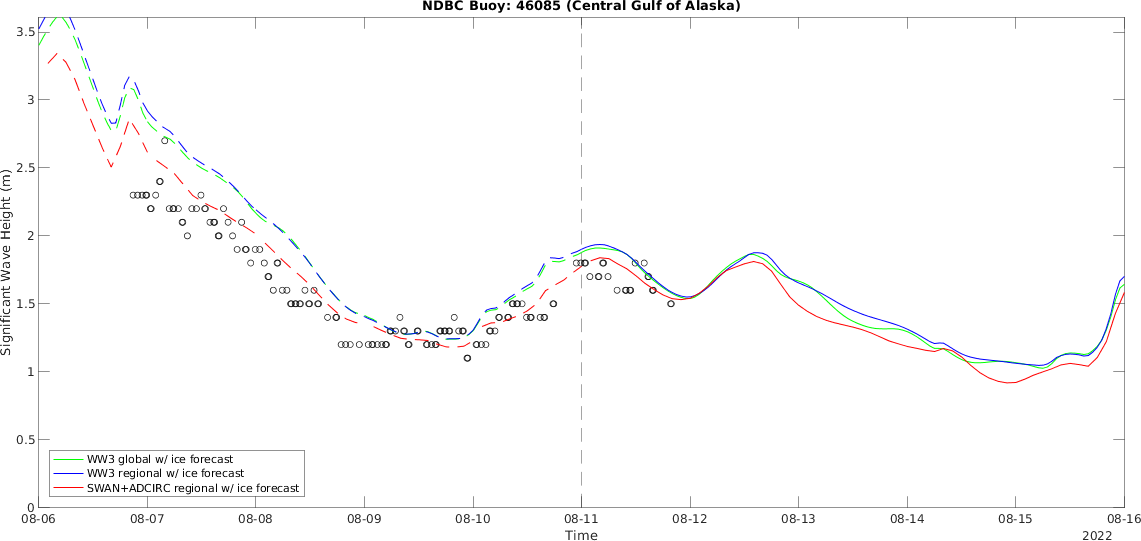 NDBC Buoy: 46085 (Central Gulf of Alaska)
3.5
3
2.5
2
1.5
1
0.5
0
Significant Wave Height (m)
WW3 global w/ ice forecast
WW3 regional w/ ice forecast
SWAN+ADCIRC regional w/ ice forecast
08-06 08-07 08-08 08-09 08-10 08-11 08-12 08-13 08-14 08-15 08-16
Time
2022